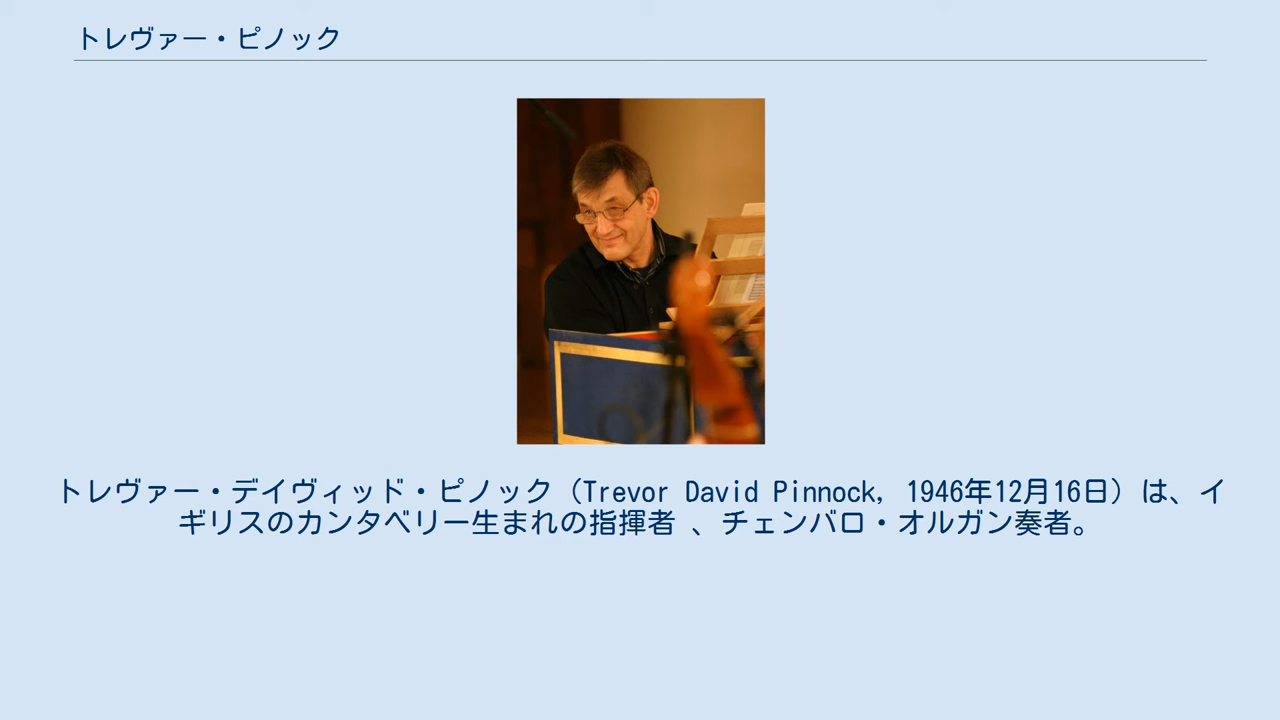 トレヴァー・ピノック
トレヴァー・デイヴィッド・ピノック（Trevor David Pinnock, 1946年12月16日）は、イ
ギリスのカンタベリー生まれの指揮者 、チェンバロ・オルガン奏者。